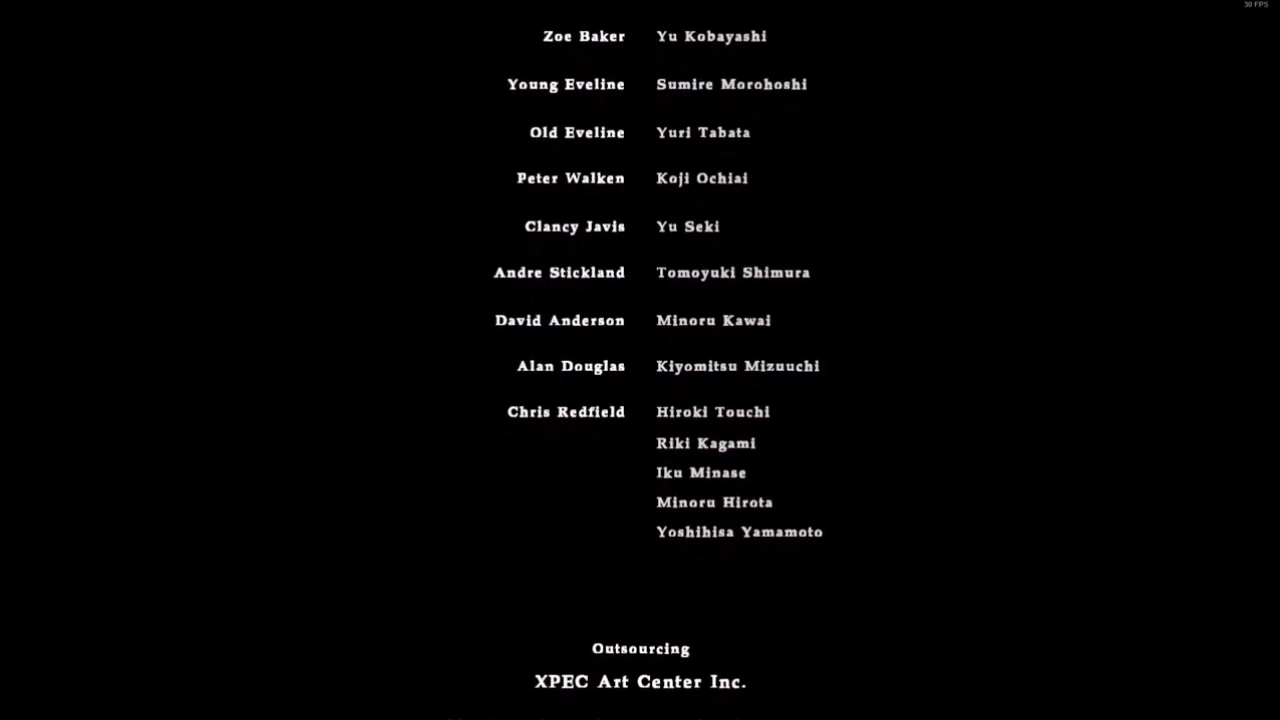 30 FPS
Zoe Baker Yu Kobayashi
Young Eveline Sumire Morohoshi
Old Eveline Yuri Tabata
Peter Walken Koji Ochiai
Clancy Javis Yu Seki
Andre Stickland Tomoyuki Shimura
David Anderson Minoru Kawai
Alan Douglas Kiyomitsu Mizuuchi
Chris Redfield Hiroki Touchi
Riki Kagami
Iku Minase
Minoru Hirota
Yoshihisa Yamamoto
Outsourcing
XPEC Art Center Inc.